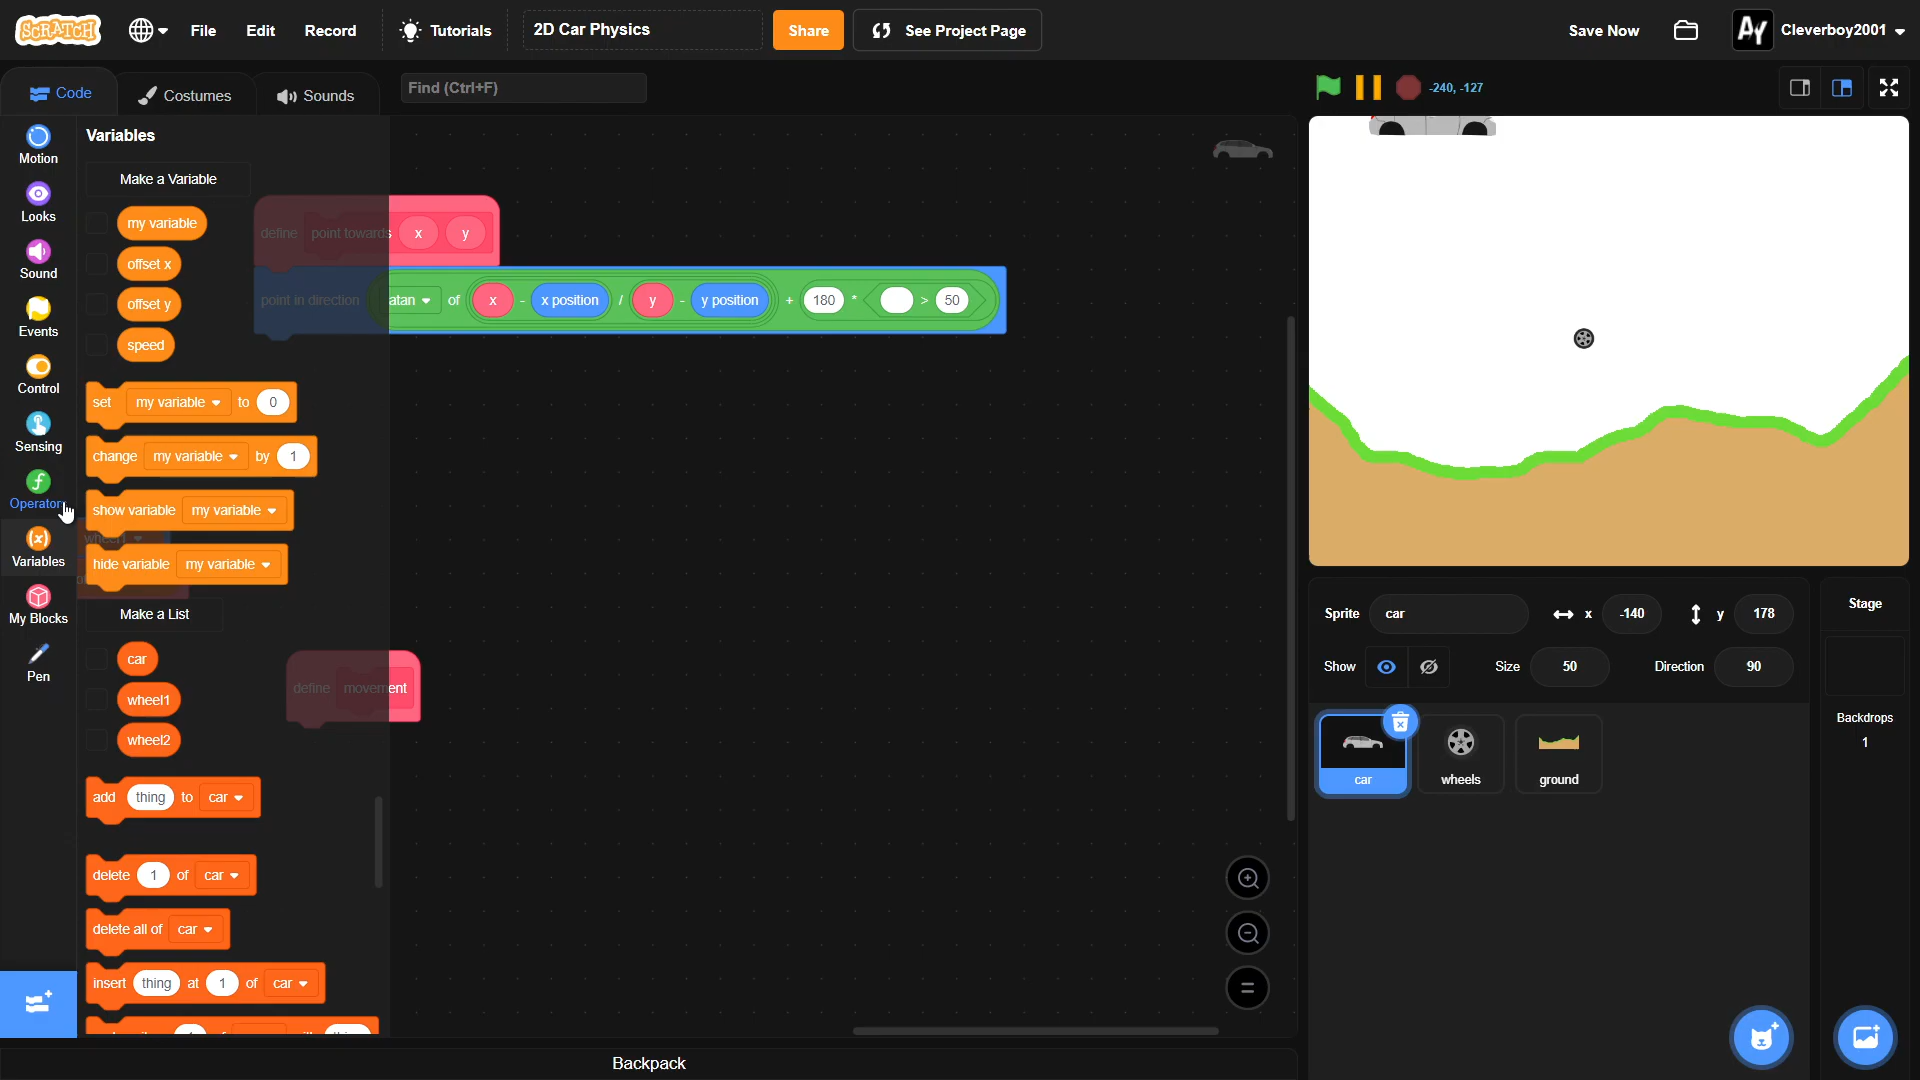 SCRATCH
File
Edit
Record
Tutorials
2D Car Physics
Share
See Project Page
Save Now
Ay
Cleverboy2001
Code
Costumes
Sounds
Find (Ctrl+F)
-240, -127
Motion
Looks
Sound
Events
Control
Sensing
Operators
Variables
My Blocks
Pen
Variables
Make a Variable
my variable
offset x
offset y
speed
set my variable to 0
change my variable by 1
show variable my variable
hide variable my variable
Make a List
car
wheel1
wheel2
add thing to car
delete 1 of car
delete all of car
insert thing at 1 of car
define point towards x y
point in direction atan of x - x position / y - y position + 180 * > 50
define movement
Sprite car x -140 y 178
Show Size 50 Direction 90
car
wheels
ground
Stage
Backdrops
1
Backpack